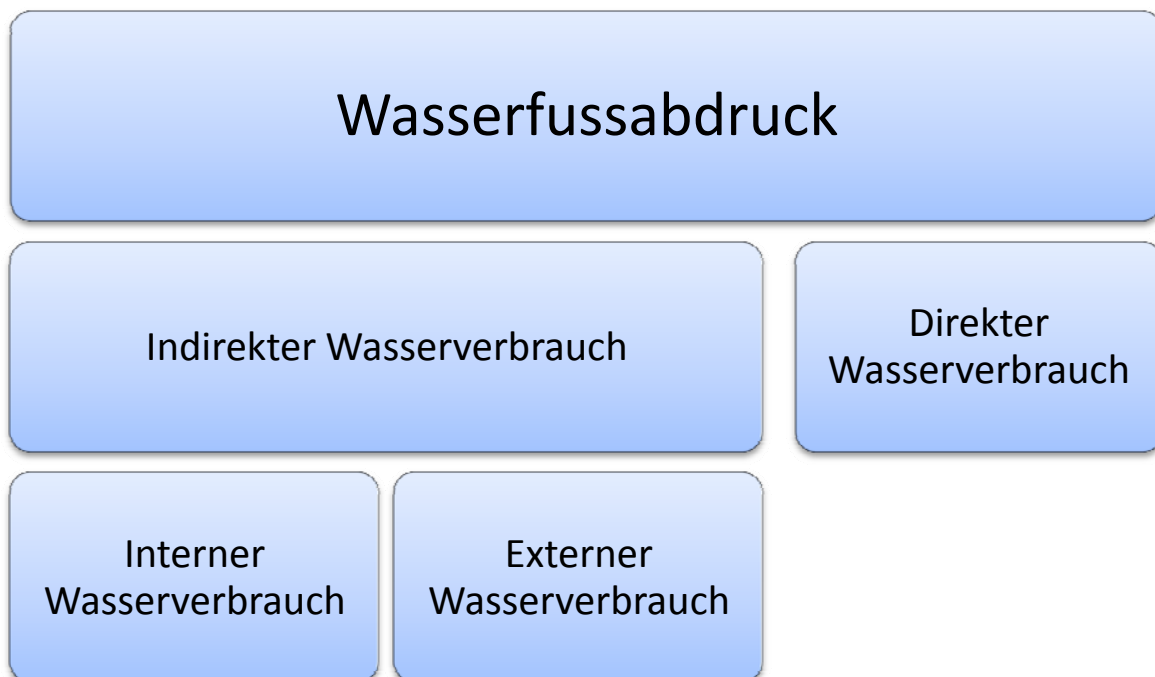 Wasserfussabdruck
Indirekter Wasserverbrauch
Direkter
Wasserverbrauch
Interner
Wasserverbrauch
Externer
Wasserverbrauch